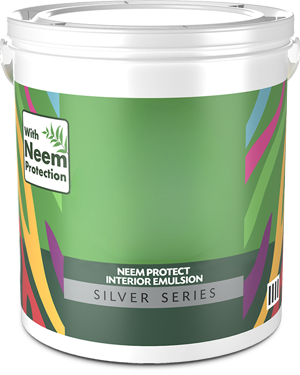 With
Neem
Protection
NEEM PROTECT
INTERIOR EMULSION
SILVER SERIES